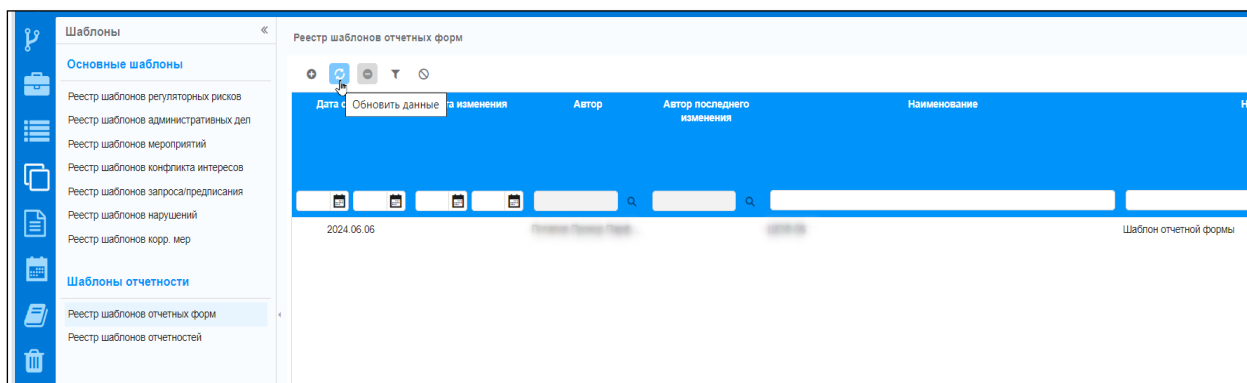 Шаблоны
Основные шаблоны
Реестр шаблонов регуляторных рисков
Реестр шаблонов административных дел
Реестр шаблонов мероприятий
Реестр шаблонов конфликта интересов
Реестр шаблонов запроса/предписания
Реестр шаблонов нарушений
Реестр шаблонов корр. мер
Шаблоны отчетности
Реестр шаблонов отчетных форм
Реестр шаблонов отчетностей
Реестр шаблонов отчетных форм
Обновить данные
Дата изменения Автор Автор последнего Наименование
изменения
2024.06.06 Шаблон отчетной формы